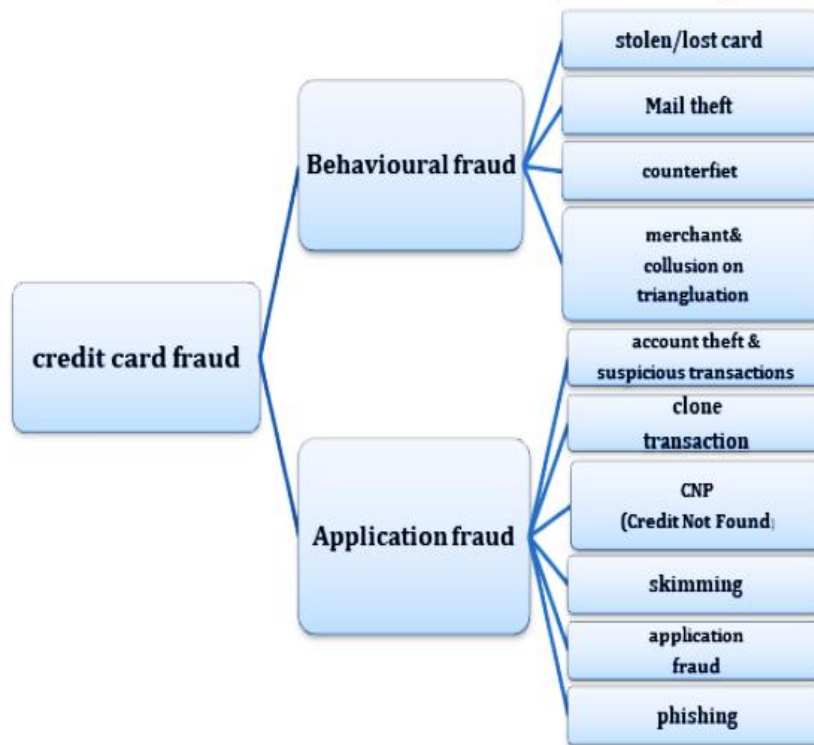 credit card fraud
Behavioural fraud
stolen/lost card
Mail theft
counterfiet
merchant&
collusion on
triangluation
Application fraud
account theft &
suspicious transactions
clone
transaction
CNP
(Credit Not Found)
skimming
application
fraud
phishing